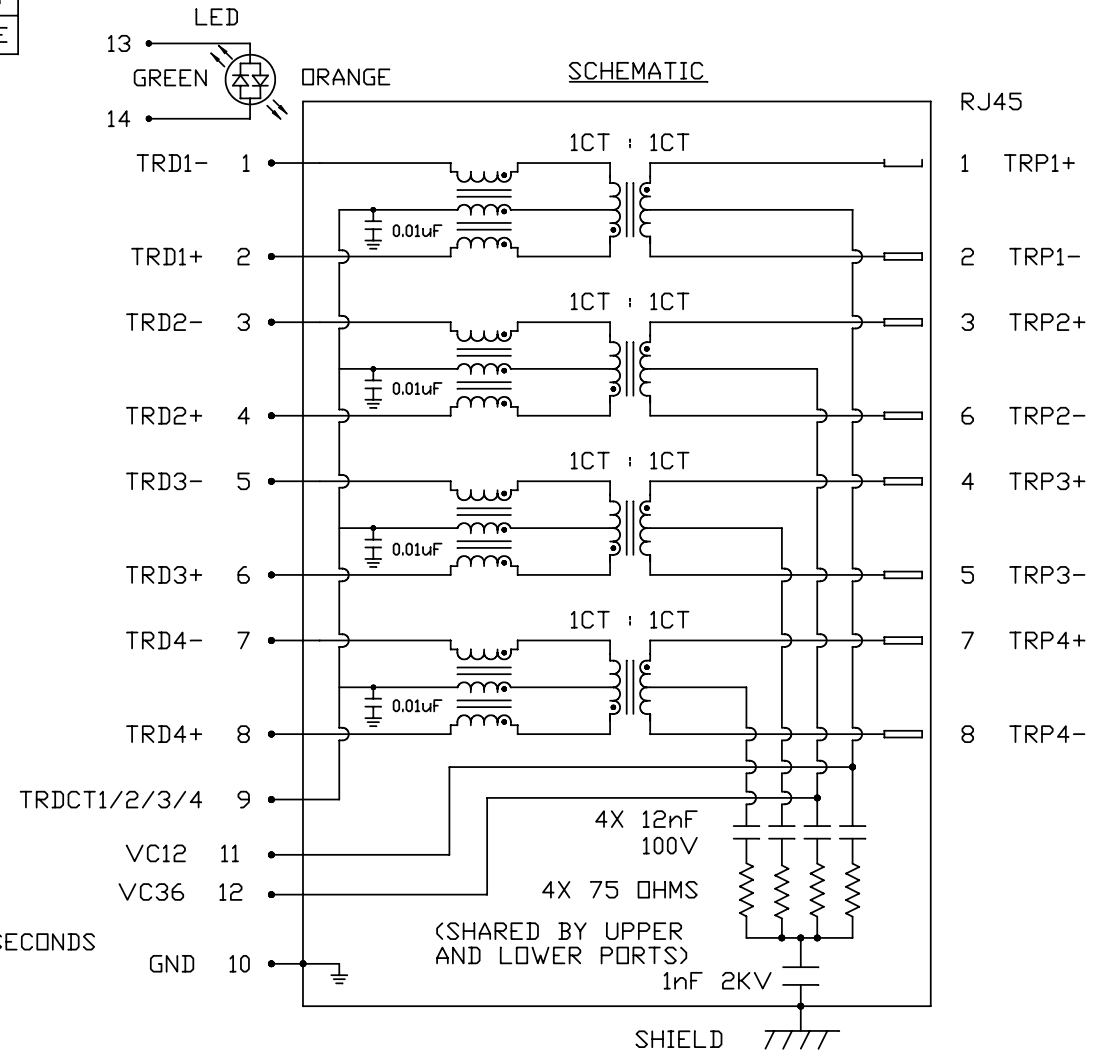 E
LED
13
GREEN
ORANGE
14
SCHEMATIC
RJ45
1CT : 1CT
TRD1- 1
1 TRP1+
0.01uF
TRD1+ 2
2 TRP1-
1CT : 1CT
TRD2- 3
3 TRP2+
0.01uF
TRD2+ 4
6 TRP2-
1CT : 1CT
TRD3- 5
4 TRP3+
0.01uF
TRD3+ 6
5 TRP3-
1CT : 1CT
TRD4- 7
7 TRP4+
0.01uF
TRD4+ 8
8 TRP4-
TRDCT1/2/3/4 9
4X 12nF
100V
VC12 11
VC36 12
4X 75 OHMS
(SHARED BY UPPER
AND LOWER PORTS)
SECONDS
GND 10
1nF 2KV
SHIELD